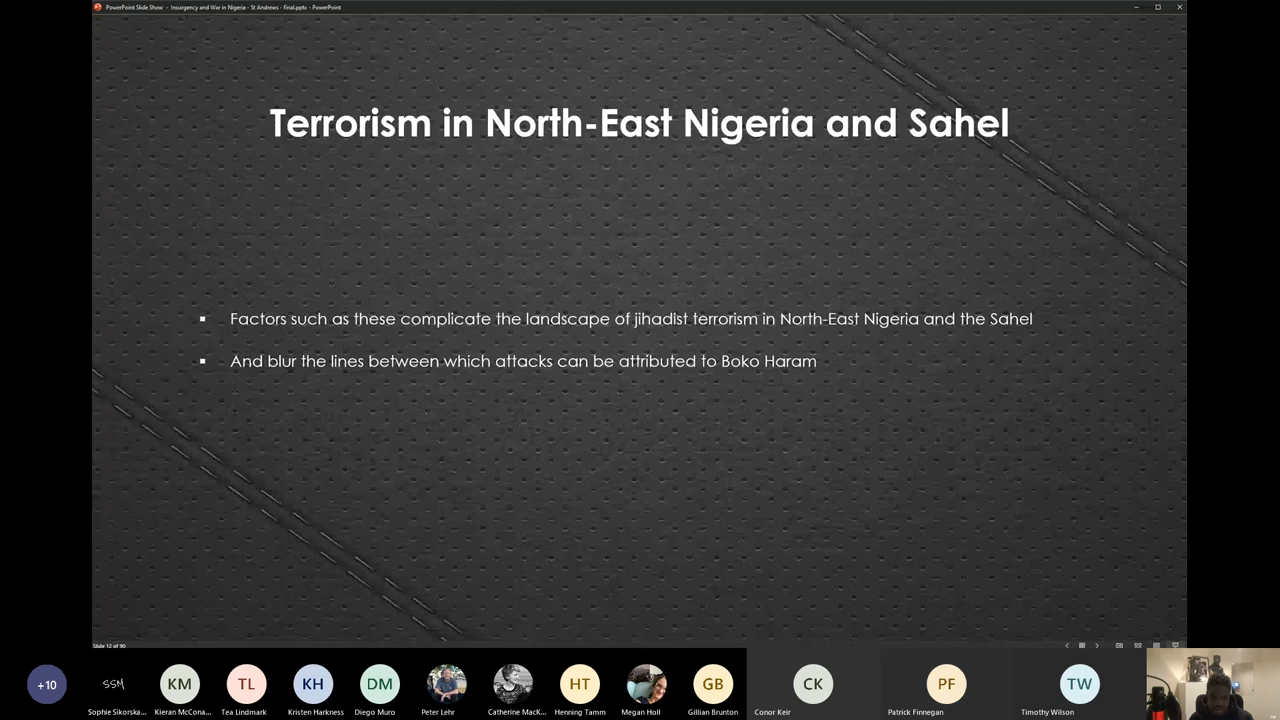 PowerPoint Slide Show - Insurgency and War in Nigeria - St Andrews - Final.pptx - PowerPoint
Terrorism in North-East Nigeria and Sahel
▪ Factors such as these complicate the landscape of jihadist terrorism in North-East Nigeria and the Sahel
▪ And blur the lines between which attacks can be attributed to Boko Haram
Slide 12 of 90
+10
SSM
KM
TL
KH
DM
HT
GB
CK
PF
TW
Sophie Sikorska...
Kieran McCona...
Tea Lindmark
Kristen Harkness
Diego Muro
Peter Lehr
Catherine MacK...
Henning Tamm
Megan Holl
Gillian Brunton
Conor Keir
Patrick Finnegan
Timothy Wilson